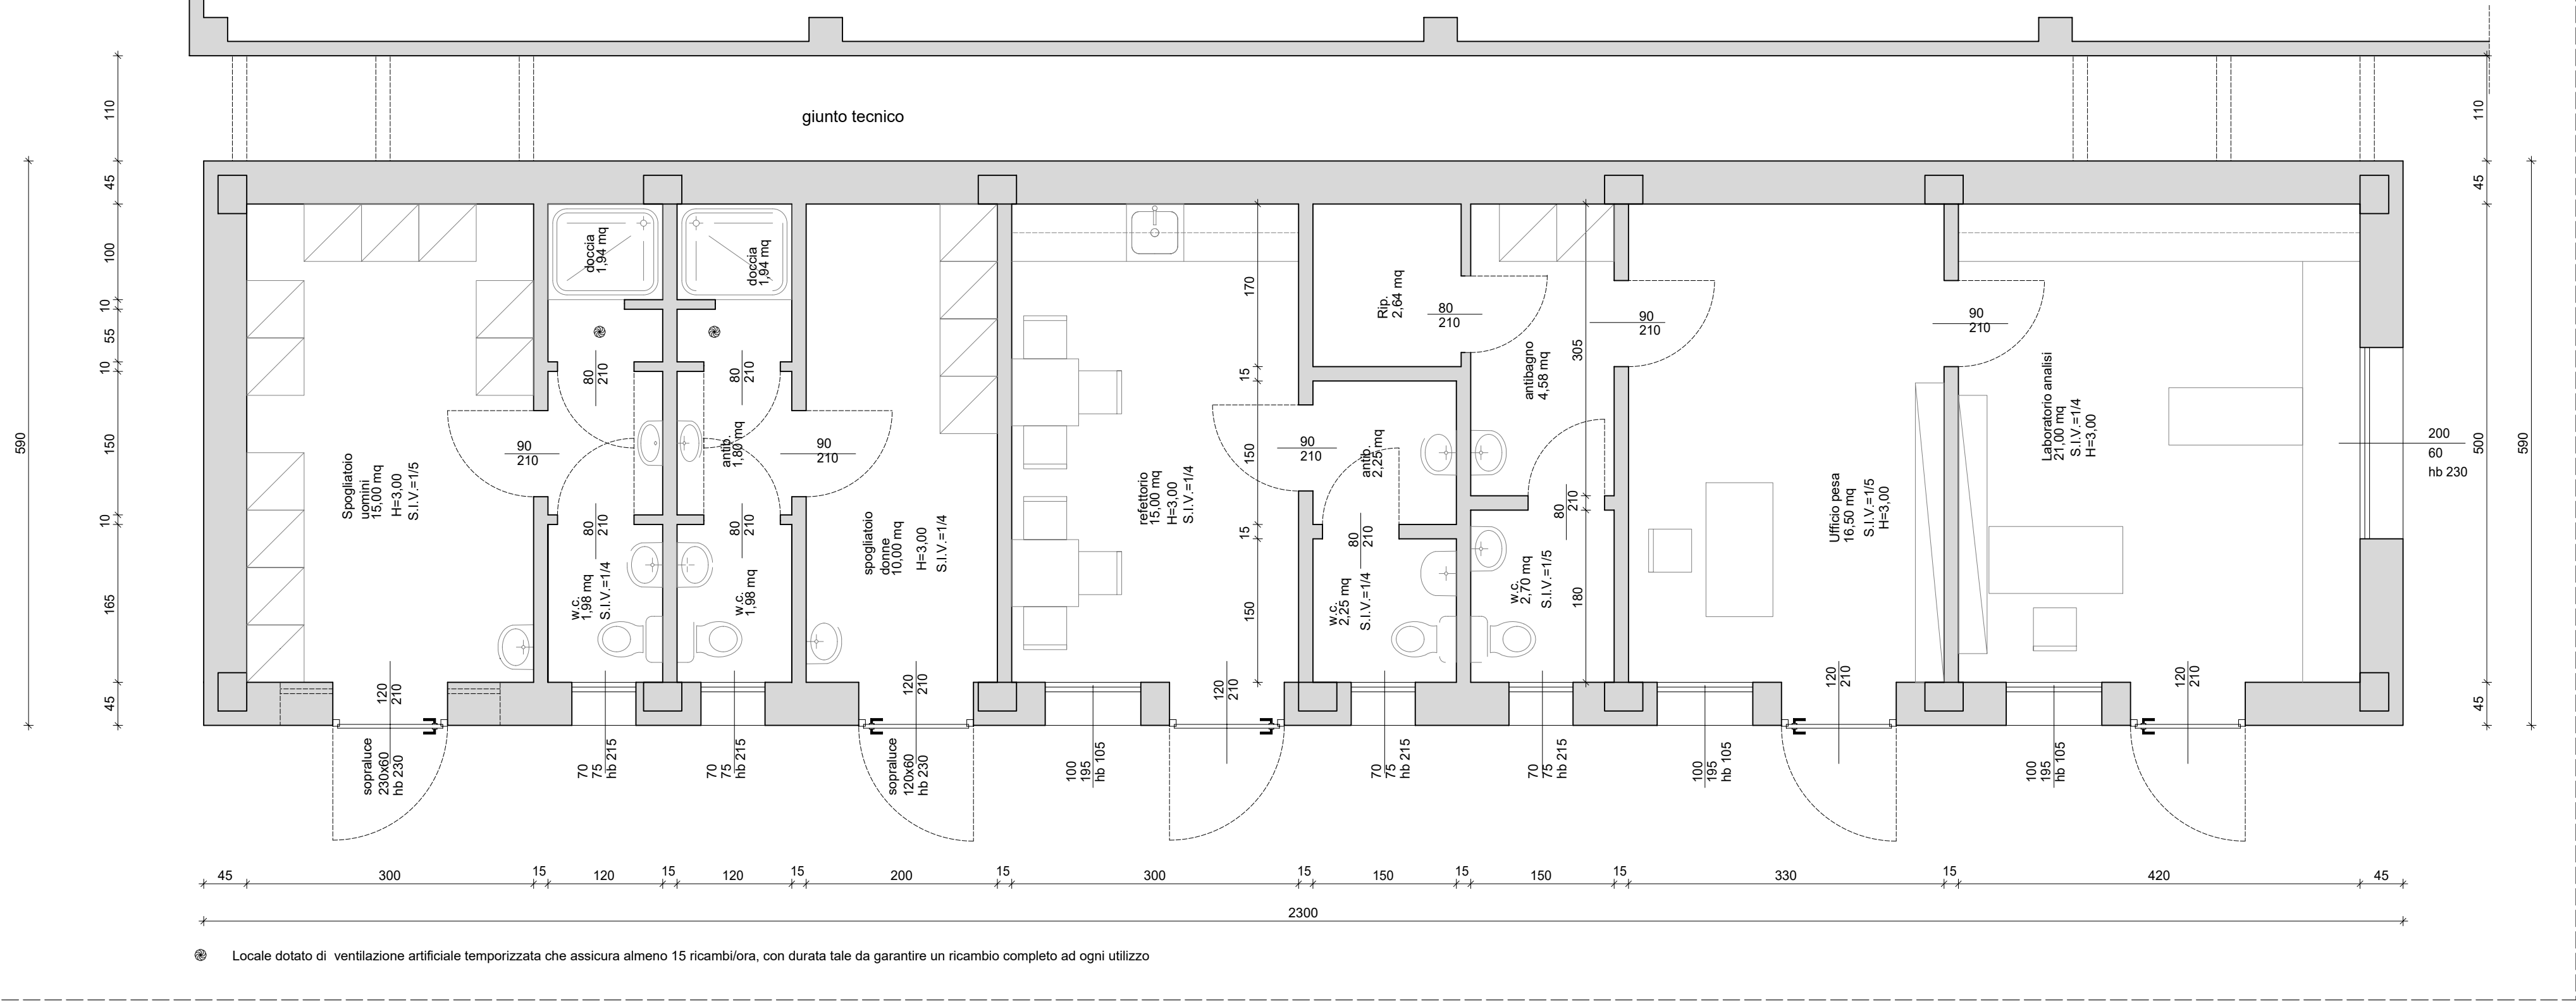 giunto tecnico
110
45
100
10
55
10
150
10
165
45
590
110
45
500
45
590
doccia
1,94 mq
doccia
1,94 mq
Spogliatoio
uomini
15,00 mq
H=3,00
S.I.V.=1/5
90
210
80
210
80
210
80
210
80
210
antib.
1,80 mq
90
210
w.c.
1,98 mq
S.I.V.=1/4
w.c.
1,98 mq
spogliatoio
donne
10,00 mq
H=3,00
S.I.V.=1/4
refettorio
15,00 mq
H=3,00
S.I.V.=1/4
170
15
150
15
150
Rip.
2,64 mq
80
210
90
210
antib.
2,25 mq
80
210
w.c.
2,25 mq
S.I.V.=1/4
antibagno
4,58 mq
305
180
80
210
w.c.
2,70 mq
S.I.V.=1/5
90
210
Ufficio pesa
16,50 mq
S.I.V.=1/5
H=3,00
90
210
Laboratorio analisi
21,00 mq
S.I.V.=1/4
H=3,00
200
60
hb 230
120
210
120
210
120
210
120
210
120
210
sopraluce
230x60
hb 230
70
75
hb 215
70
75
hb 215
sopraluce
120x60
hb 230
100
195
hb 105
70
75
hb 215
70
75
hb 215
100
195
hb 105
100
195
hb 105
45 300 15 120 15 120 15 200 15 300 15 150 15 150 15 330 15 420 45
2300
Locale dotato di ventilazione artificiale temporizzata che assicura almeno 15 ricambi/ora, con durata tale da garantire un ricambio completo ad ogni utilizzo